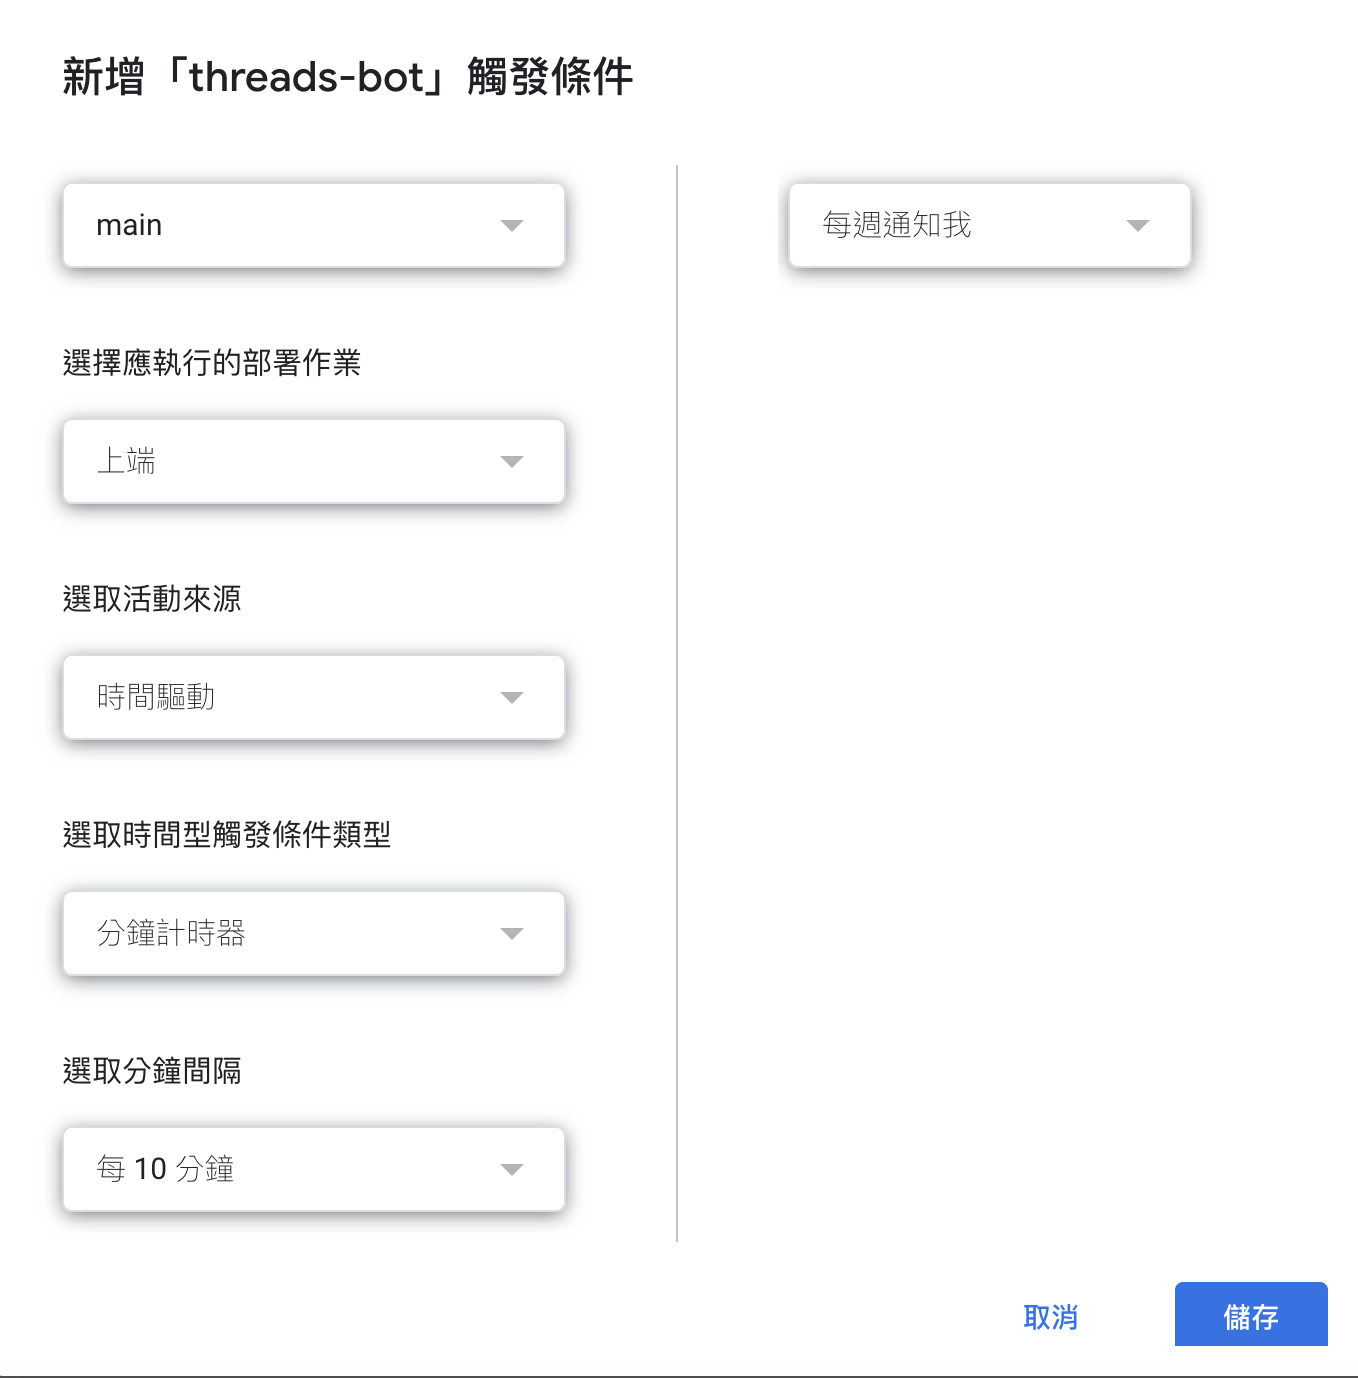 新增「threads-bot」觸發條件
main
每週通知我
選擇應執行的部署作業
上端
選取活動來源
時間驅動
選取時間型觸發條件類型
分鐘計時器
選取分鐘間隔
每 10 分鐘
取消
儲存